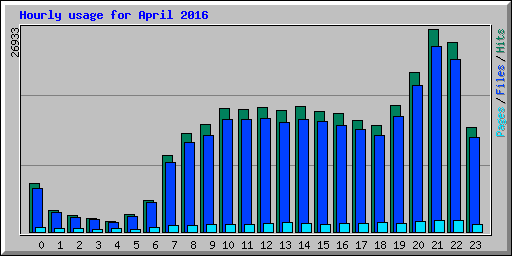 Hourly usage for April 2016
26933
Pages/Files/Hits
0 1 2 3 4 5 6 7 8 9 10 11 12 13 14 15 16 17 18 19 20 21 22 23